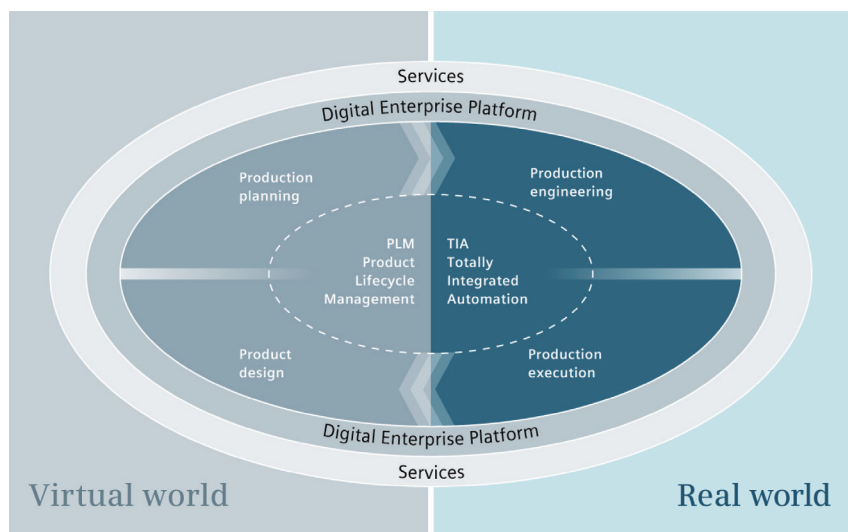 Services
Digital Enterprise Platform
Production
planning
Production
engineering
PLM
Product
Lifecycle
Management
TIA
Totally
Integrated
Automation
Product
design
Production
execution
Digital Enterprise Platform
Services
Virtual world
Real world